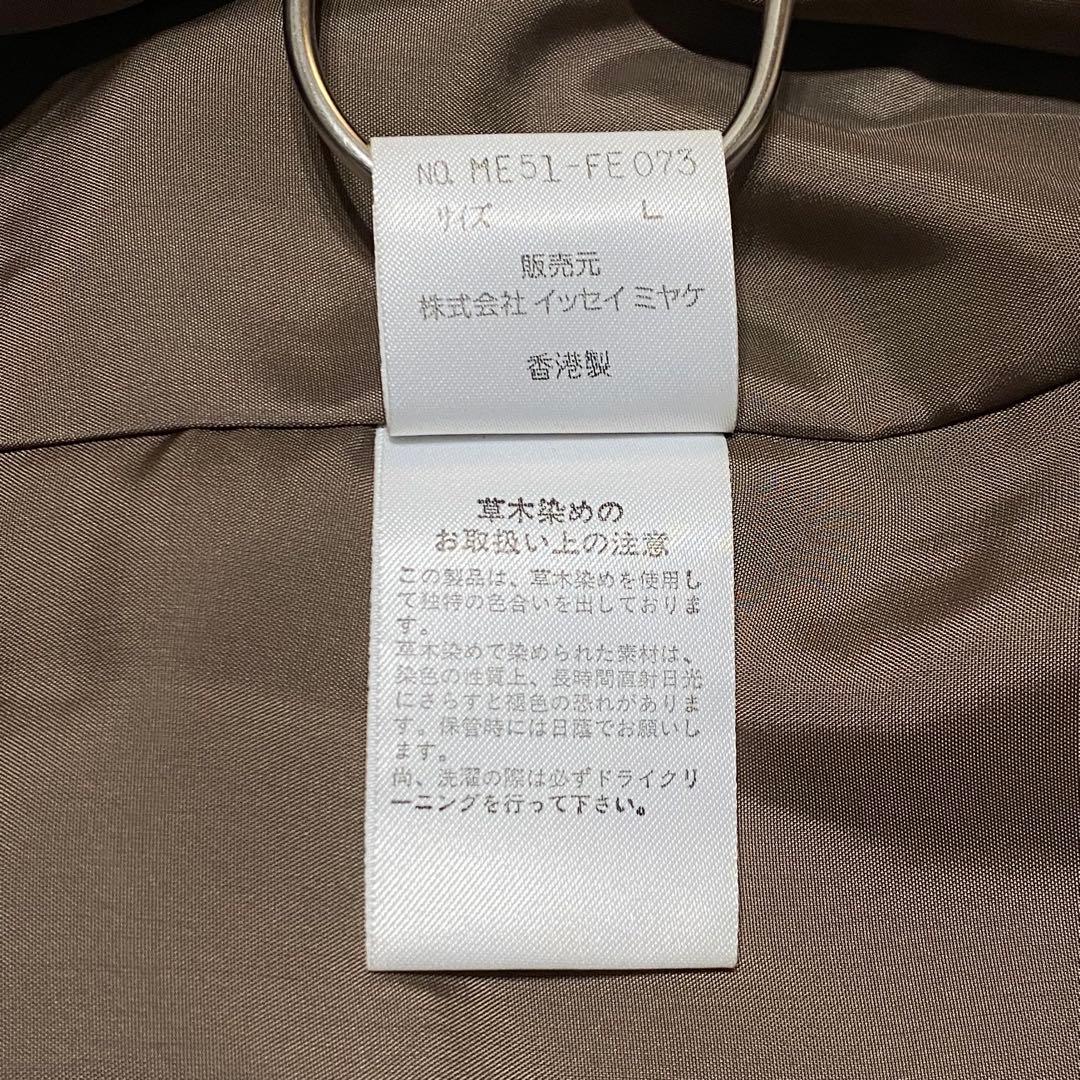 NO. ME51-FE073
サイズ L
販売元
株式会社 イッセイ ミヤケ
香港製
草木染めの
お取扱い上の注意
この製品は、草木染めを使用し
て独特の色合いを出しておりま
す。
草木染めで染められた素材は、
染色の性質上、長時間直射日光
にさらすと褪色の恐れがありま
す。保管時には日蔭でお願いし
ます。
尚、洗濯の際は必ずドライクリ
ーニングを行って下さい。